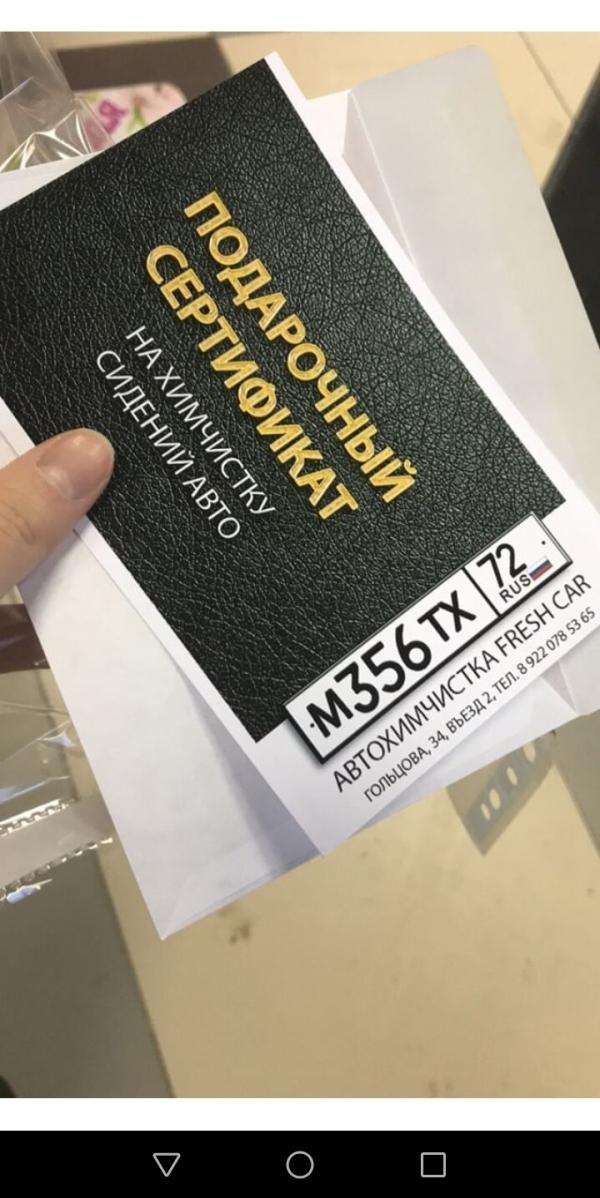 ПОДАРОЧНЫЙ
СЕРТИФИКАТ
НА ХИМЧИСТКУ
СИДЕНИЙ АВТО
М356ТХ 72
RUS
АВТОХИМЧИСТКА FRESH CAR
ГОЛЬЦОВА, 34, ВЪЕЗД 2, ТЕЛ. 8 922 078 53 65